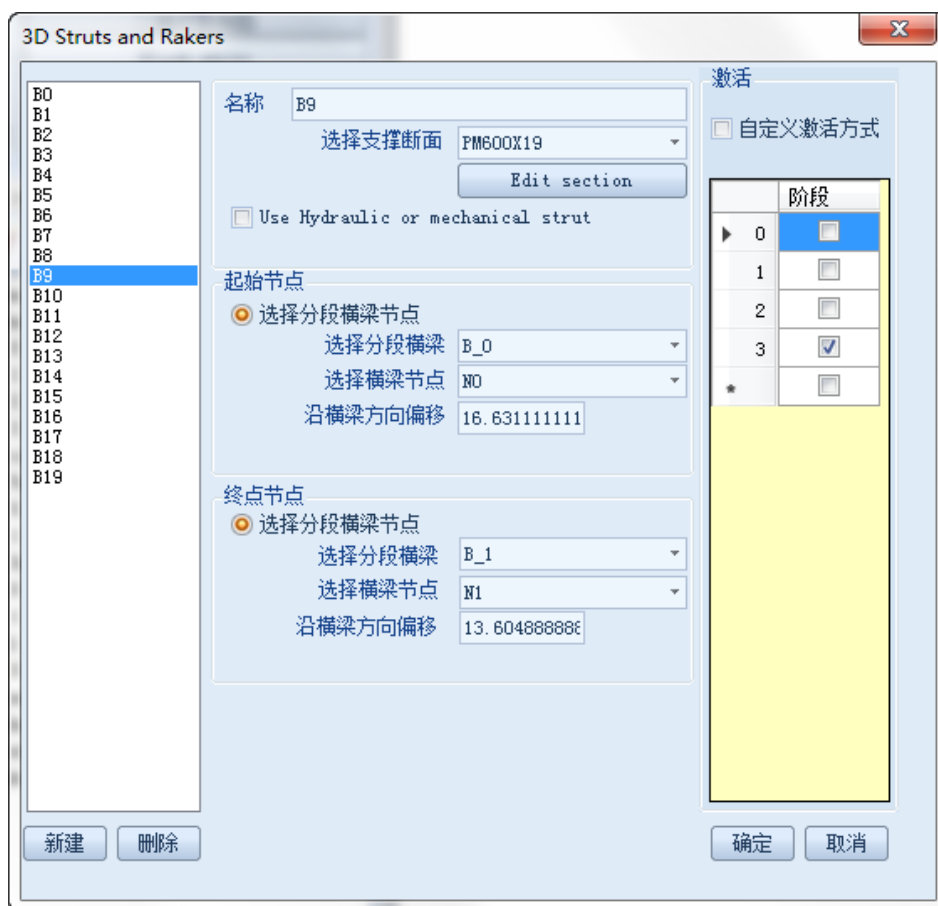 3D Struts and Rakers
B0
B1
B2
B3
B4
B5
B6
B7
B8
B9
B10
B11
B12
B13
B14
B15
B16
B17
B18
B19
新建
删除
名称 B9
选择支撑断面 PM600X19
Edit section
Use Hydraulic or mechanical strut
起始节点
选择分段横梁节点
选择分段横梁 B_0
选择横梁节点 N0
沿横梁方向偏移 16.631111111
终点节点
选择分段横梁节点
选择分段横梁 B_1
选择横梁节点 N1
沿横梁方向偏移 13.604888888
激活
自定义激活方式
阶段
0
1
2
3
*
确定
取消